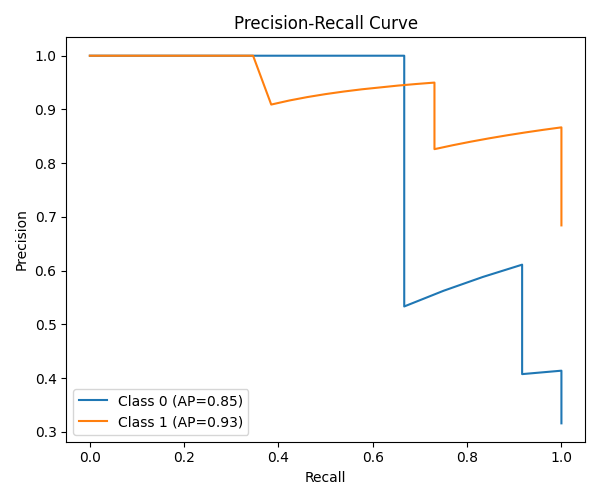 Precision-Recall Curve
1.0
0.9
0.8
0.7
0.6
0.5
0.4
0.3
Precision
Class 0 (AP=0.85)
Class 1 (AP=0.93)
0.0 0.2 0.4 0.6 0.8 1.0
Recall